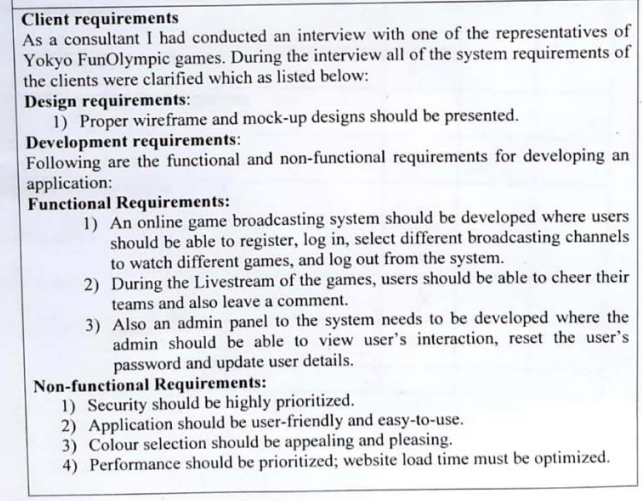 Client requirements
As a consultant I had conducted an interview with one of the representatives of
Yokyo FunOlympic games. During the interview all of the system requirements of
the clients were clarified which as listed below:
Design requirements:
1) Proper wireframe and mock-up designs should be presented.
Development requirements:
Following are the functional and non-functional requirements for developing an
application:
Functional Requirements:
1) An online game broadcasting system should be developed where users
should be able to register, log in, select different broadcasting channels
to watch different games, and log out from the system.
2) During the Livestream of the games, users should be able to cheer their
teams and also leave a comment.
3) Also an admin panel to the system needs to be developed where the
admin should be able to view user's interaction, reset the user's
password and update user details.
Non-functional Requirements:
1) Security should be highly prioritized.
2) Application should be user-friendly and easy-to-use.
3) Colour selection should be appealing and pleasing.
4) Performance should be prioritized; website load time must be optimized.